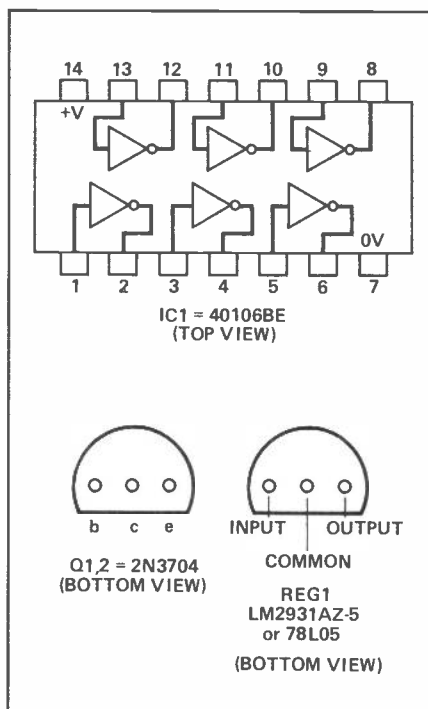 14 13 12 11 10 9 8
+V
0V
1 2 3 4 5 6 7
IC1 = 40106BE
(TOP VIEW)
b c e
Q1,2 = 2N3704
(BOTTOM VIEW)
INPUT OUTPUT
COMMON
REG1
LM2931AZ-5
or 78L05
(BOTTOM VIEW)